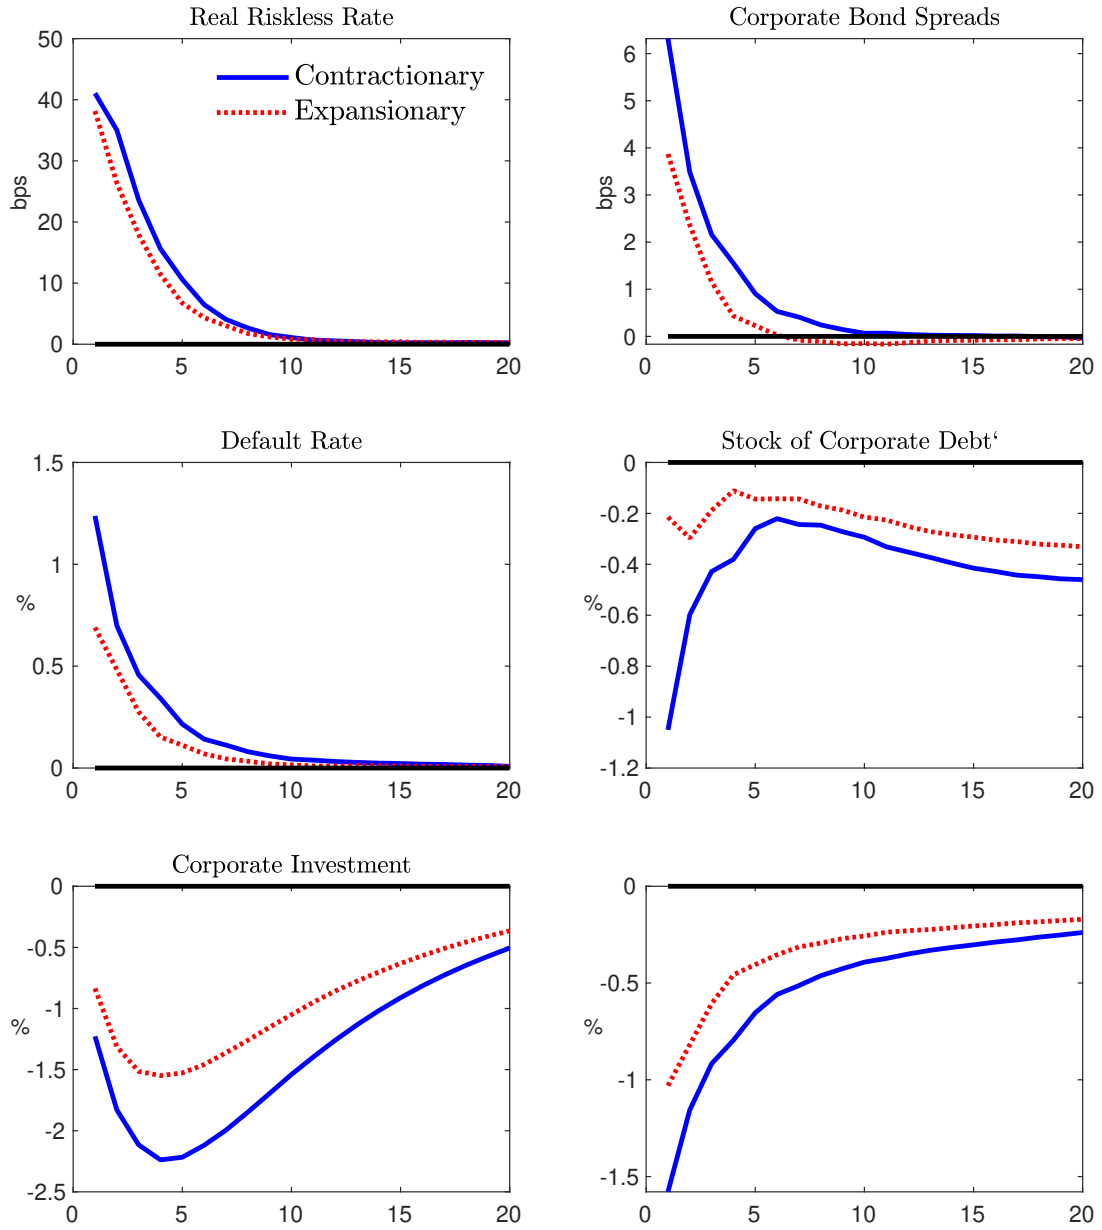 Real Riskless Rate
50
40
30
20
10
0
bps
Contractionary
Expansionary
0 5 10 15 20
Corporate Bond Spreads
6
5
4
3
2
1
0
bps
0 5 10 15 20
Default Rate
1.5
1
0.5
0
%
0 5 10 15 20
Stock of Corporate Debt‘
0
-0.2
-0.4
-0.6
-0.8
-1
-1.2
%
0 5 10 15 20
Corporate Investment
0
-0.5
-1
-1.5
-2
-2.5
%
0 5 10 15 20
0
-0.5
-1
-1.5
%
0 5 10 15 20